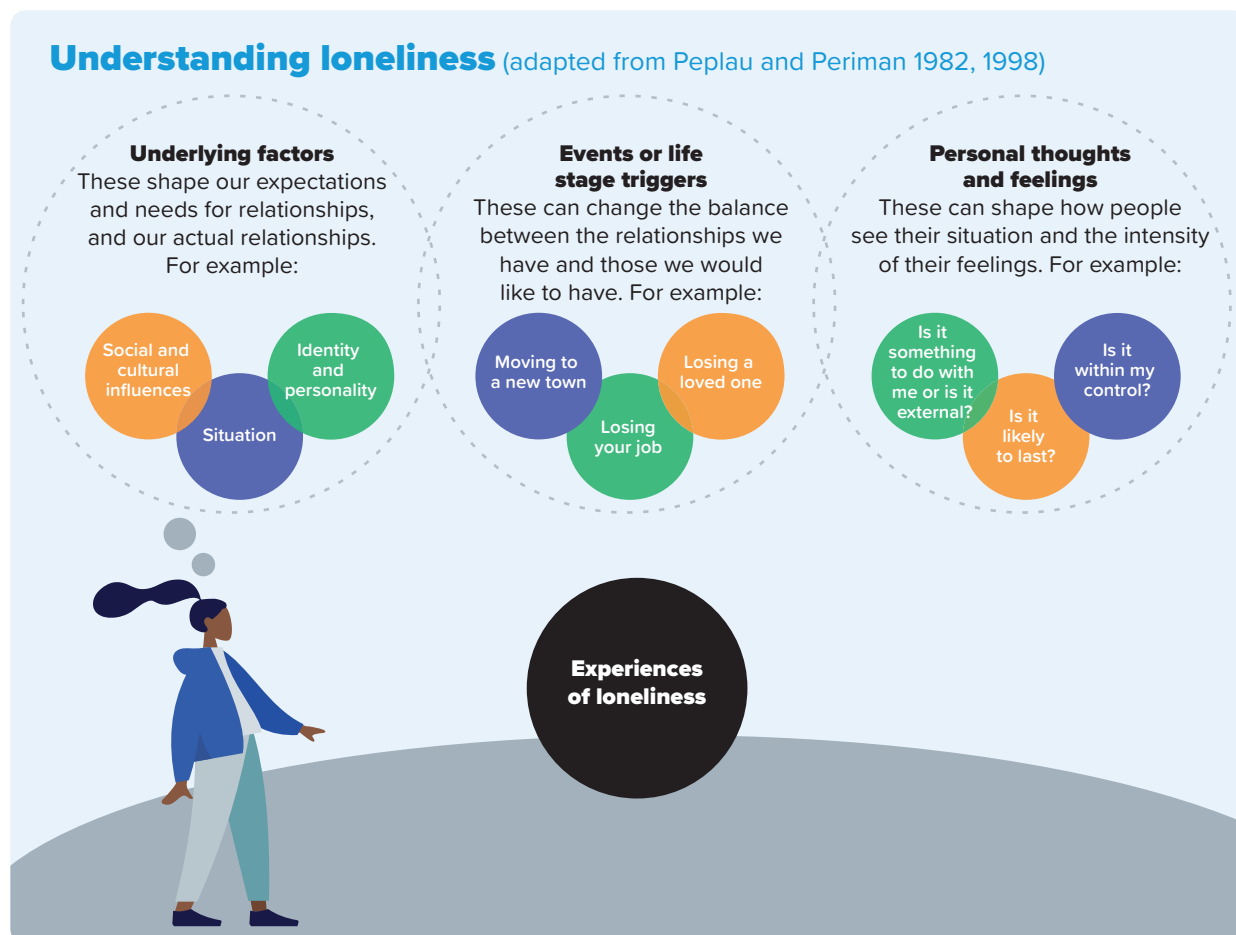 Understanding loneliness (adapted from Peplau and Periman 1982, 1998)
Underlying factors
These shape our expectations
and needs for relationships,
and our actual relationships.
For example:
Social and
cultural
influences
Situation
Identity
and
personality
Events or life
stage triggers
These can change the balance
between the relationships we
have and those we would
like to have. For example:
Moving to
a new town
Losing
your job
Losing a
loved one
Personal thoughts
and feelings
These can shape how people
see their situation and the intensity
of their feelings. For example:
Is it
something
to do with
me or is it
external?
Is it
likely
to last?
Is it
within my
control?
Experiences
of loneliness